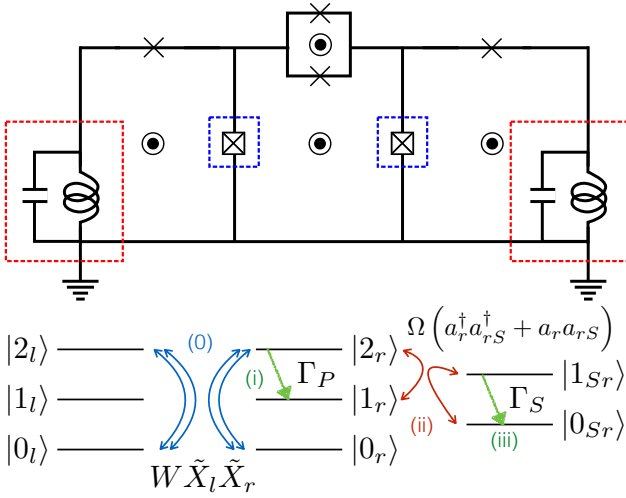 Ω (a_r^† a_{rS}^† + a_r a_{rS})
|2_l⟩ (0) |2_r⟩
(i) Γ_P |1_{Sr}⟩
|1_l⟩ |1_r⟩ Γ_S
(ii) |0_{Sr}⟩
|0_l⟩ |0_r⟩ (iii)
W X̃_l X̃_r